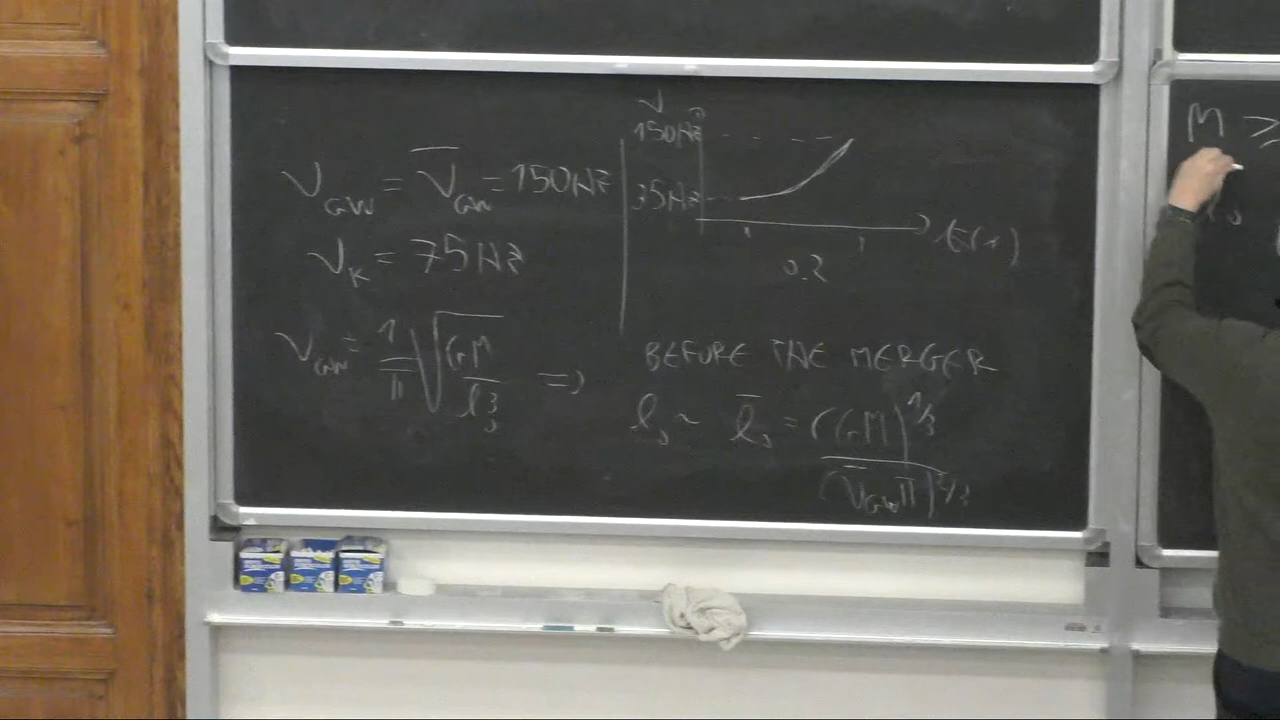 ν_GW = ν̅_GW = 150Hz
ν_K = 75Hz
ν_GW = 1/π √(GM/l_0^3) ⇒
ν
150Hz
35Hz
t(s)
0.2
BEFORE THE MERGER
l_0 ~ l̅_0 = (GM)^{1/3} / (ν̅_GW π)^{2/3}
M >